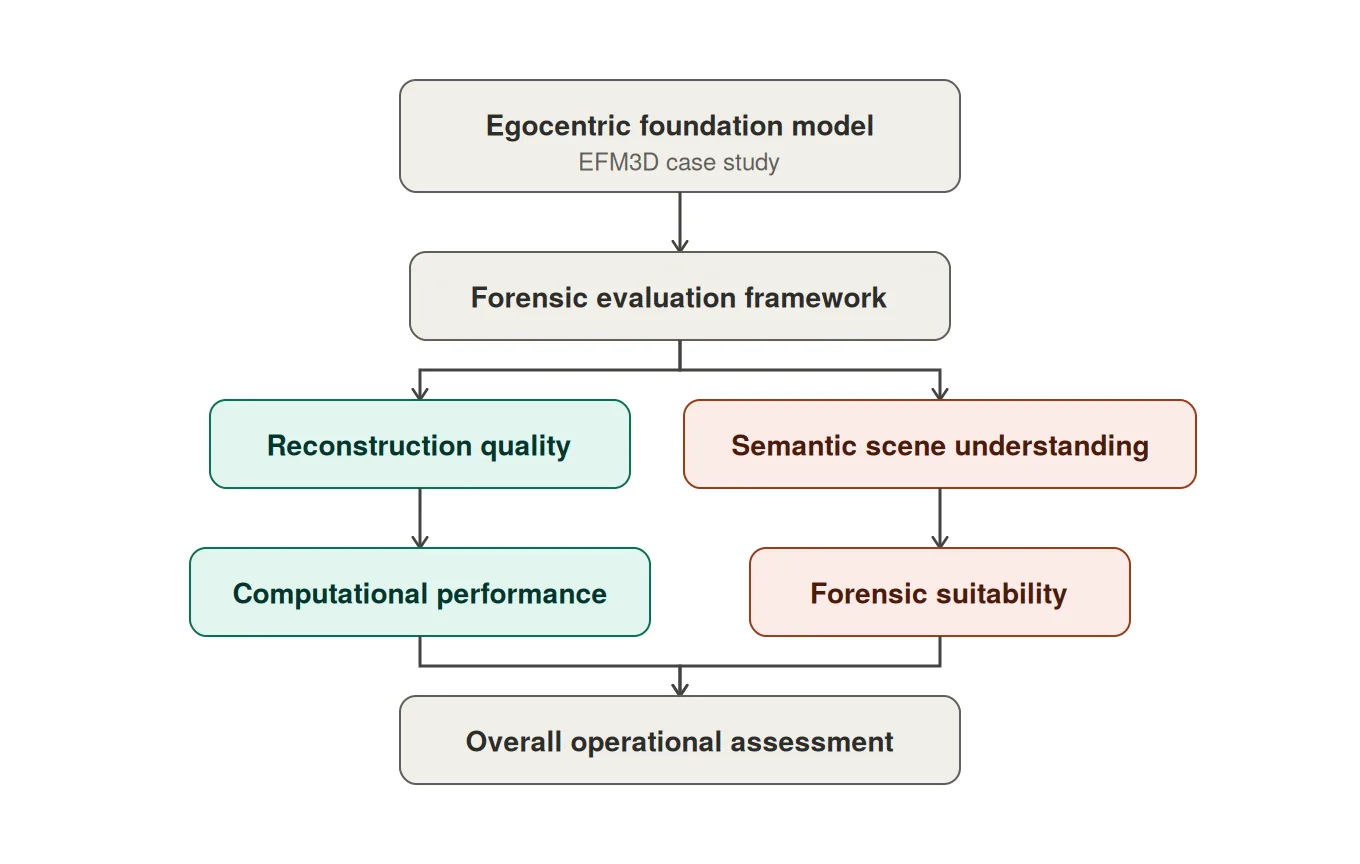 Egocentric foundation model
EFM3D case study
Forensic evaluation framework
Reconstruction quality
Semantic scene understanding
Computational performance
Forensic suitability
Overall operational assessment